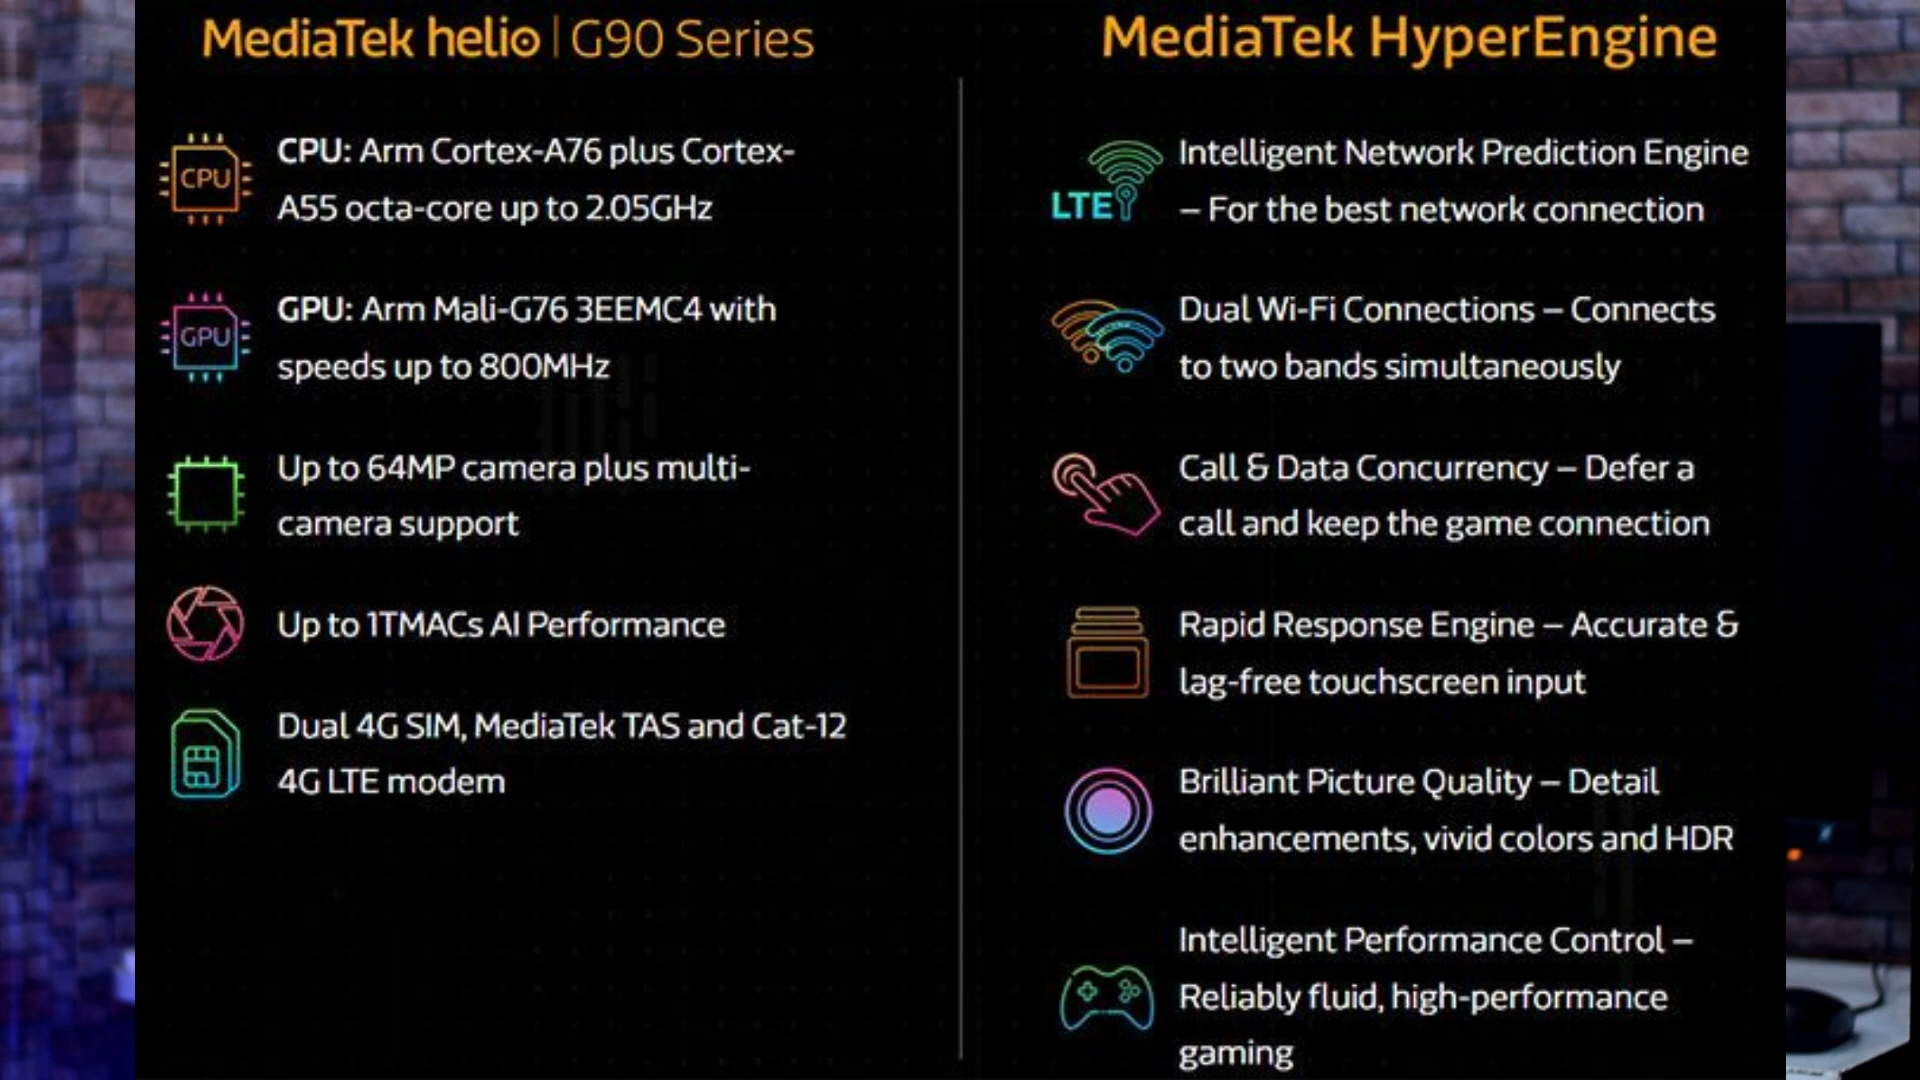 MediaTek helio | G90 Series
CPU
CPU: Arm Cortex-A76 plus Cortex-
A55 octa-core up to 2.05GHz
GPU
GPU: Arm Mali-G76 3EEMC4 with
speeds up to 800MHz
Up to 64MP camera plus multi-
camera support
Up to 1TMACs AI Performance
Dual 4G SIM, MediaTek TAS and Cat-12
4G LTE modem
MediaTek HyperEngine
LTE
Intelligent Network Prediction Engine
– For the best network connection
Dual Wi-Fi Connections – Connects
to two bands simultaneously
Call & Data Concurrency – Defer a
call and keep the game connection
Rapid Response Engine – Accurate &
lag-free touchscreen input
Brilliant Picture Quality – Detail
enhancements, vivid colors and HDR
Intelligent Performance Control –
Reliably fluid, high-performance
gaming